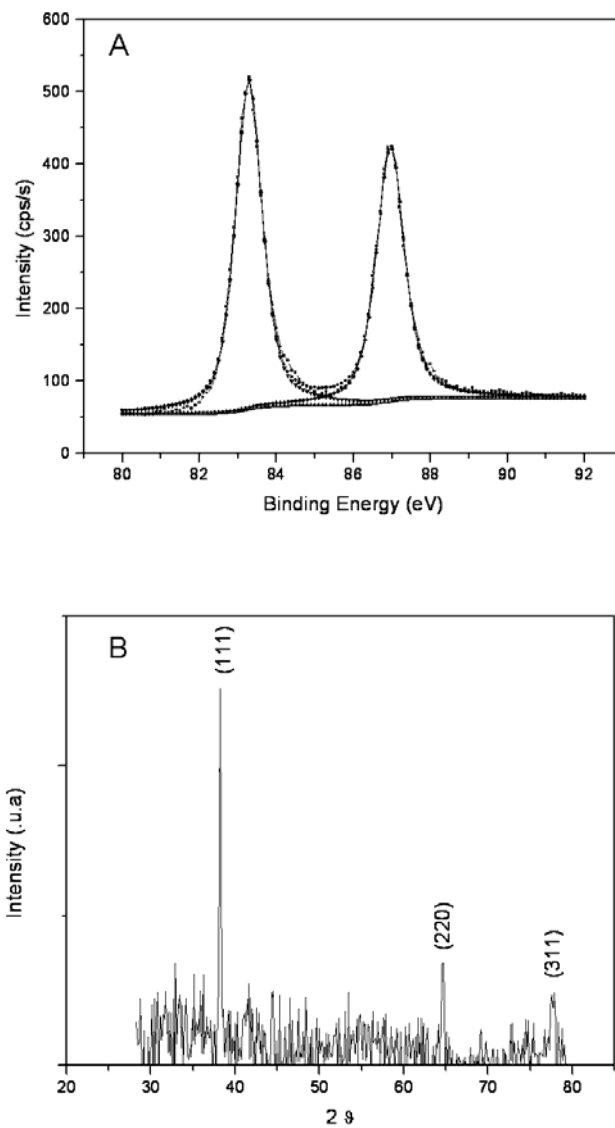 A
600
500
400
300
200
100
0
Intensity (cps/s)
80 82 84 86 88 90 92
Binding Energy (eV)
B
(111)
(220)
(311)
Intensity (.u.a)
20 30 40 50 60 70 80
2 ϑ